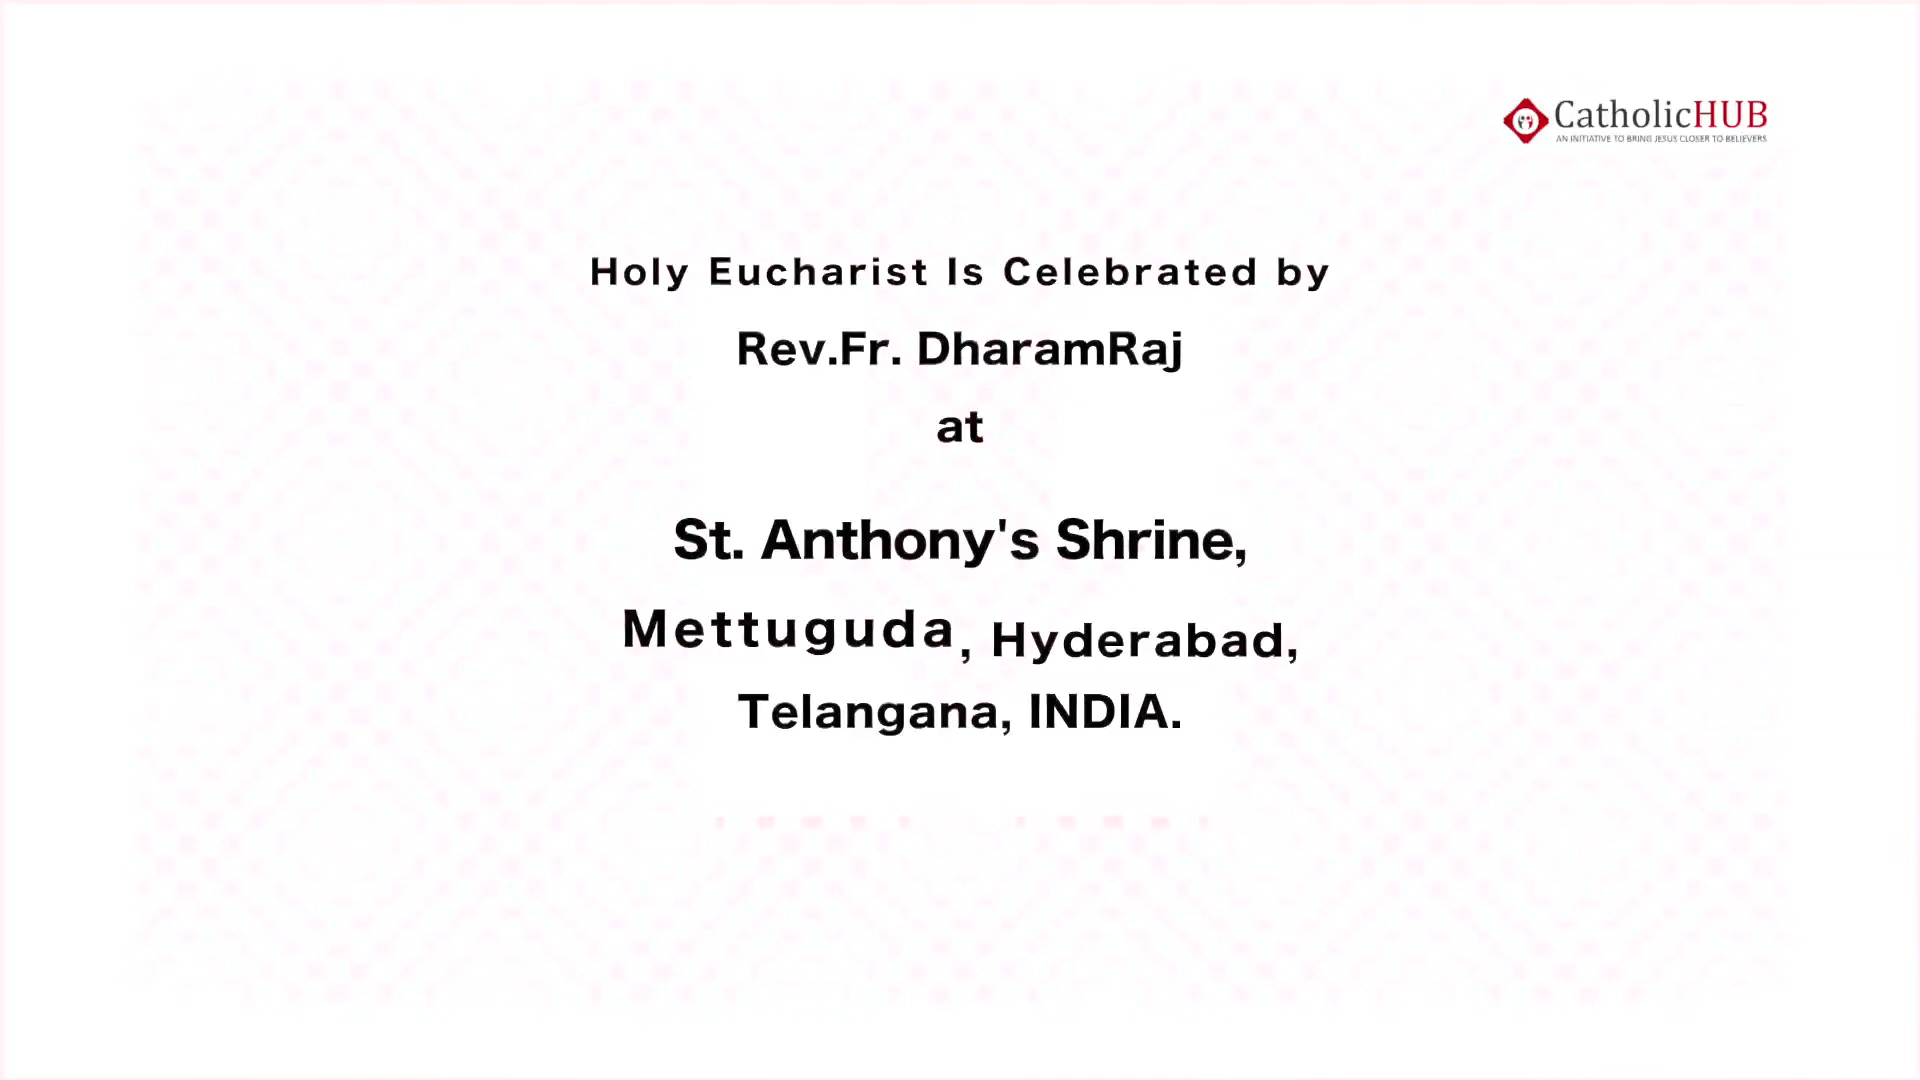 CatholicHUB
AN INITIATIVE TO BRING JESUS CLOSER TO BELIEVERS
Holy Eucharist Is Celebrated by
Rev.Fr. DharamRaj
at
St. Anthony's Shrine,
Mettuguda, Hyderabad,
Telangana, INDIA.